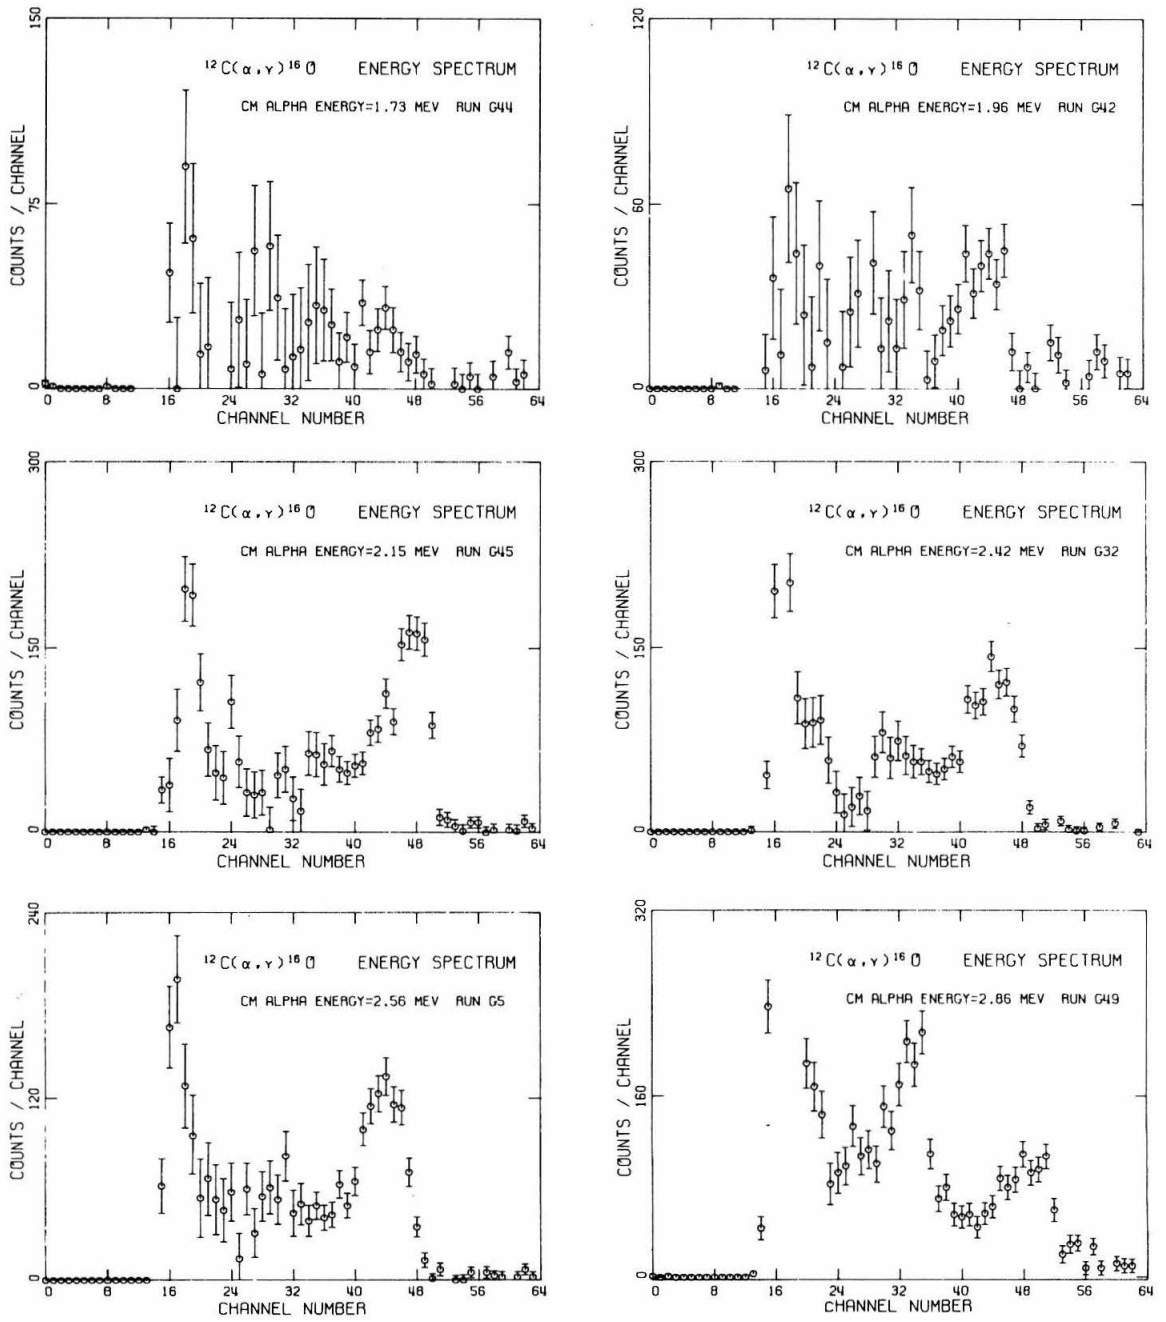 150
¹²C(α,γ)¹⁶O ENERGY SPECTRUM
CM ALPHA ENERGY=1.73 MEV RUN G44
75
COUNTS / CHANNEL
0
0 8 16 24 32 40 48 56 64
CHANNEL NUMBER
120
¹²C(α,γ)¹⁶O ENERGY SPECTRUM
CM ALPHA ENERGY=1.96 MEV RUN G42
60
COUNTS / CHANNEL
0
0 8 16 24 32 40 48 56 64
CHANNEL NUMBER
300
¹²C(α,γ)¹⁶O ENERGY SPECTRUM
CM ALPHA ENERGY=2.15 MEV RUN G45
150
COUNTS / CHANNEL
0
0 8 16 24 32 40 48 56 64
CHANNEL NUMBER
300
¹²C(α,γ)¹⁶O ENERGY SPECTRUM
CM ALPHA ENERGY=2.42 MEV RUN G32
150
COUNTS / CHANNEL
0
0 8 16 24 32 40 48 56 64
CHANNEL NUMBER
240
¹²C(α,γ)¹⁶O ENERGY SPECTRUM
CM ALPHA ENERGY=2.56 MEV RUN G5
120
COUNTS / CHANNEL
0
0 8 16 24 32 40 48 56 64
CHANNEL NUMBER
320
¹²C(α,γ)¹⁶O ENERGY SPECTRUM
CM ALPHA ENERGY=2.86 MEV RUN G49
160
COUNTS / CHANNEL
0
0 8 16 24 32 40 48 56 64
CHANNEL NUMBER